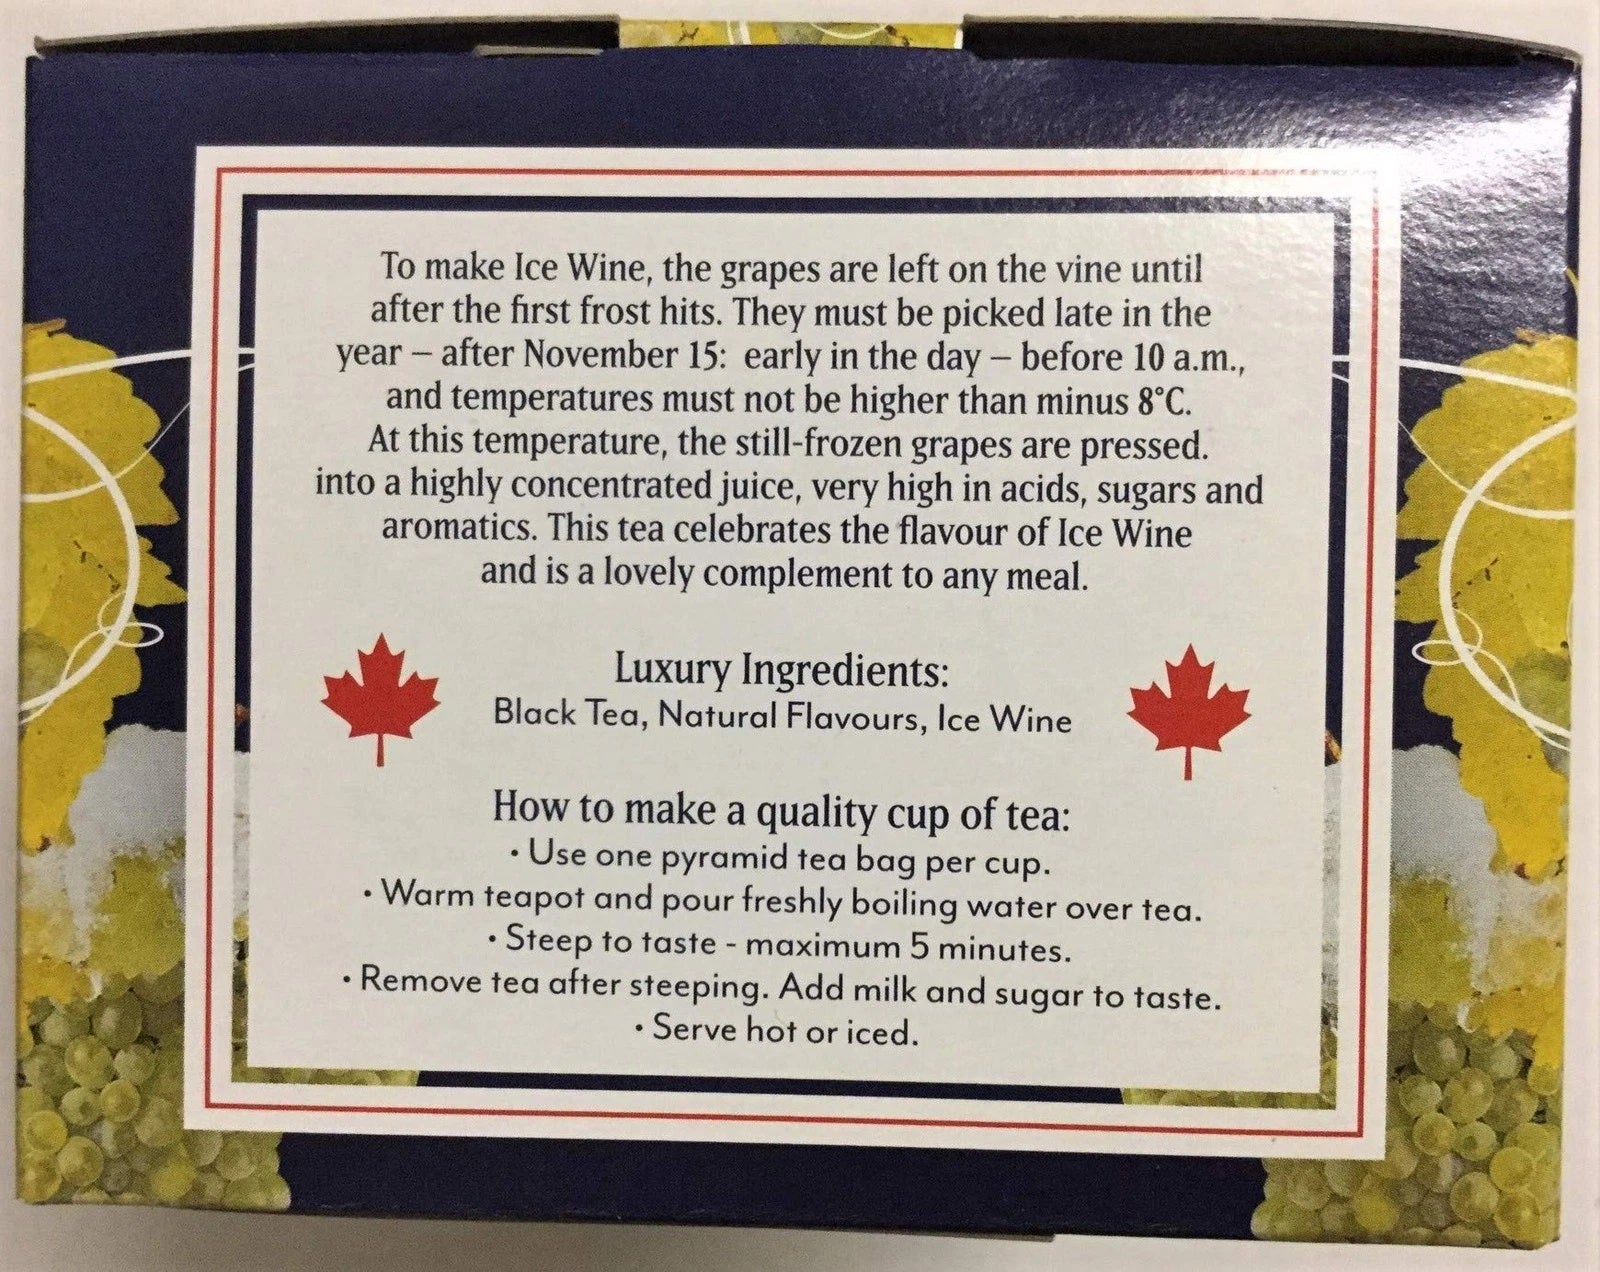 To make Ice Wine, the grapes are left on the vine until
after the first frost hits. They must be picked late in the
year – after November 15: early in the day – before 10 a.m.,
and temperatures must not be higher than minus 8°C.
At this temperature, the still-frozen grapes are pressed.
into a highly concentrated juice, very high in acids, sugars and
aromatics. This tea celebrates the flavour of Ice Wine
and is a lovely complement to any meal.
Luxury Ingredients:
Black Tea, Natural Flavours, Ice Wine
How to make a quality cup of tea:
• Use one pyramid tea bag per cup.
• Warm teapot and pour freshly boiling water over tea.
• Steep to taste - maximum 5 minutes.
• Remove tea after steeping. Add milk and sugar to taste.
• Serve hot or iced.